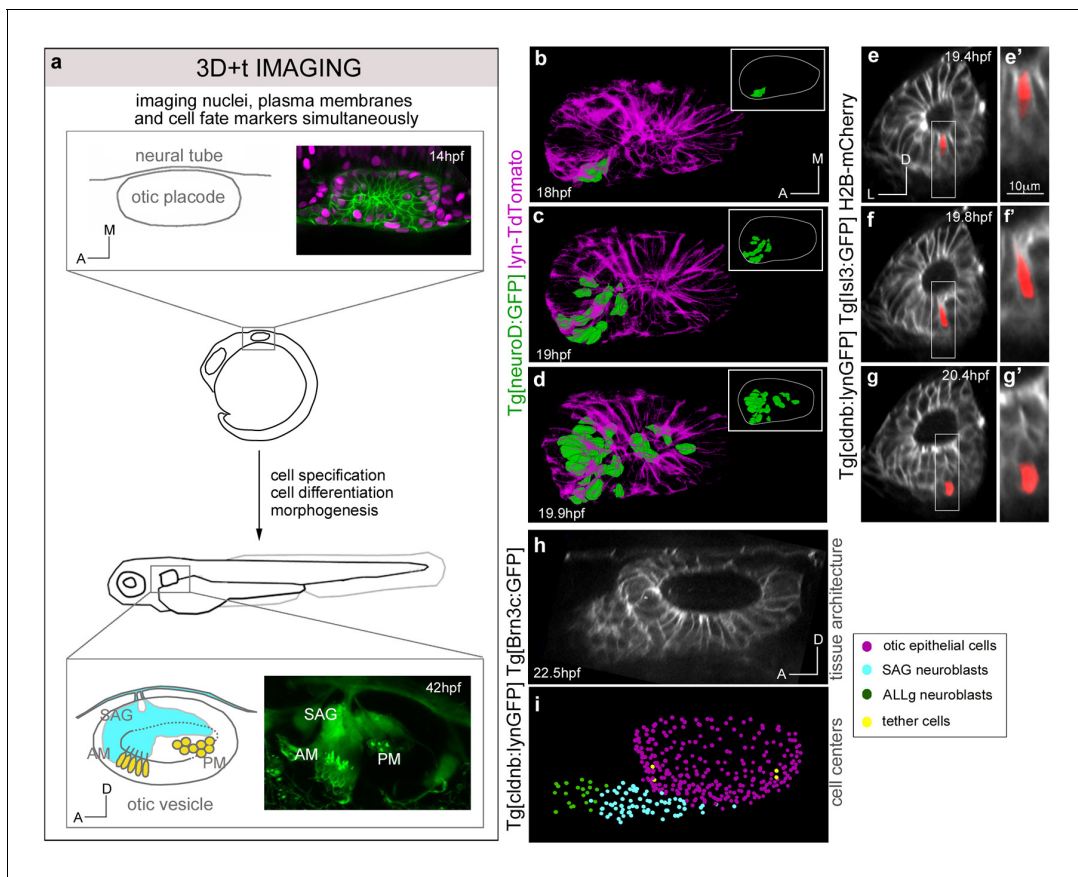 a
3D+t IMAGING
imaging nuclei, plasma membranes
and cell fate markers simultaneously
neural tube
otic placode
M
A
14hpf
cell specification
cell differentiation
morphogenesis
SAG
AM
PM
otic vesicle
D
A
42hpf
SAG
AM
PM
Tg[neuroD:GFP] lyn-TdTomato
b
18hpf
M
A
c
19hpf
d
19.9hpf
Tg[cldnb:lynGFP] Tg[Isl3:GFP] H2B-mCherry
e
19.4hpf
D
L
e'
10μm
f
19.8hpf
f'
g
20.4hpf
g'
Tg[cldnb:lynGFP] Tg[Brn3c:GFP]
h
22.5hpf
D
A
tissue architecture
i
cell centers
otic epithelial cells
SAG neuroblasts
ALLg neuroblasts
tether cells